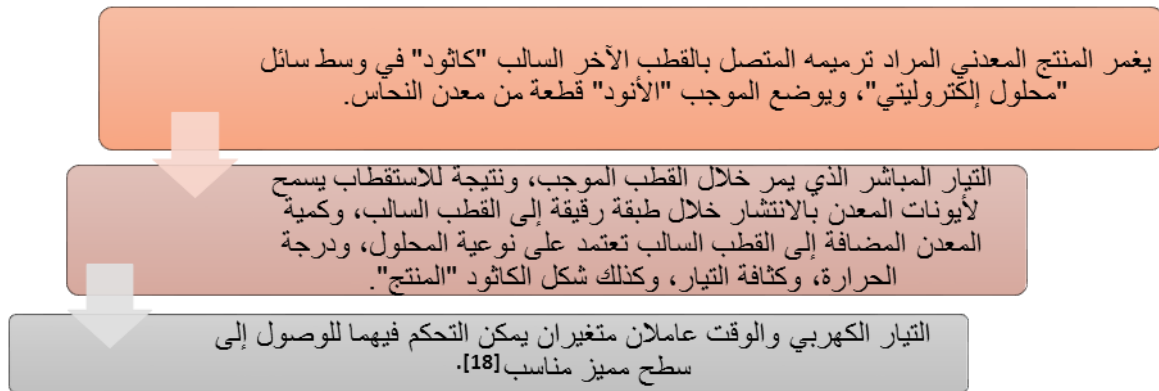 يغمر المنتج المعدني المراد ترميمه المتصل بالقطب الآخر السالب "كاثود" في وسط سائل
"محلول إلكتروليتي"، ويوضع الموجب "الأنود" قطعة من معدن النحاس.
التيار المباشر الذي يمر خلال القطب الموجب، ونتيجة للاستقطاب يسمح
لأيونات المعدن بالانتشار خلال طبقة رقيقة إلى القطب السالب، وكمية
المعدن المضافة إلى القطب السالب تعتمد على نوعية المحلول، ودرجة
الحرارة، وكثافة التيار، وكذلك شكل الكاثود "المنتج".
التيار الكهربي والوقت عاملان متغيران يمكن التحكم فيهما للوصول إلى
سطح مميز مناسب[18].